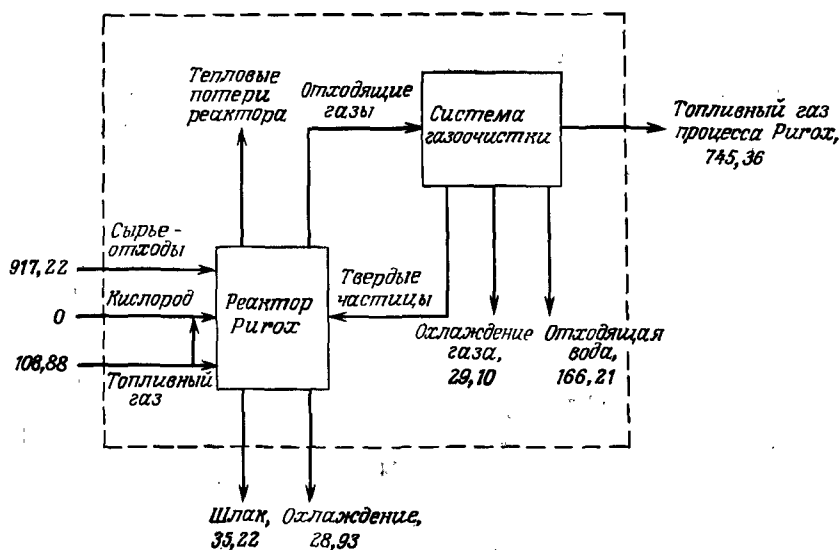 Тепловые
потери
реактора
Отходящие
газы
Система
газоочистки
Топливный газ
процесса Purox,
745,36
Сырье-
отходы
917,22
Кислород
0
Реактор
Purox
Твердые
частицы
108,88
Топливный
газ
Охлаждение
газа,
29,10
Отходящая
вода,
166,21
Шлак,
35,22
Охлаждение,
28,93